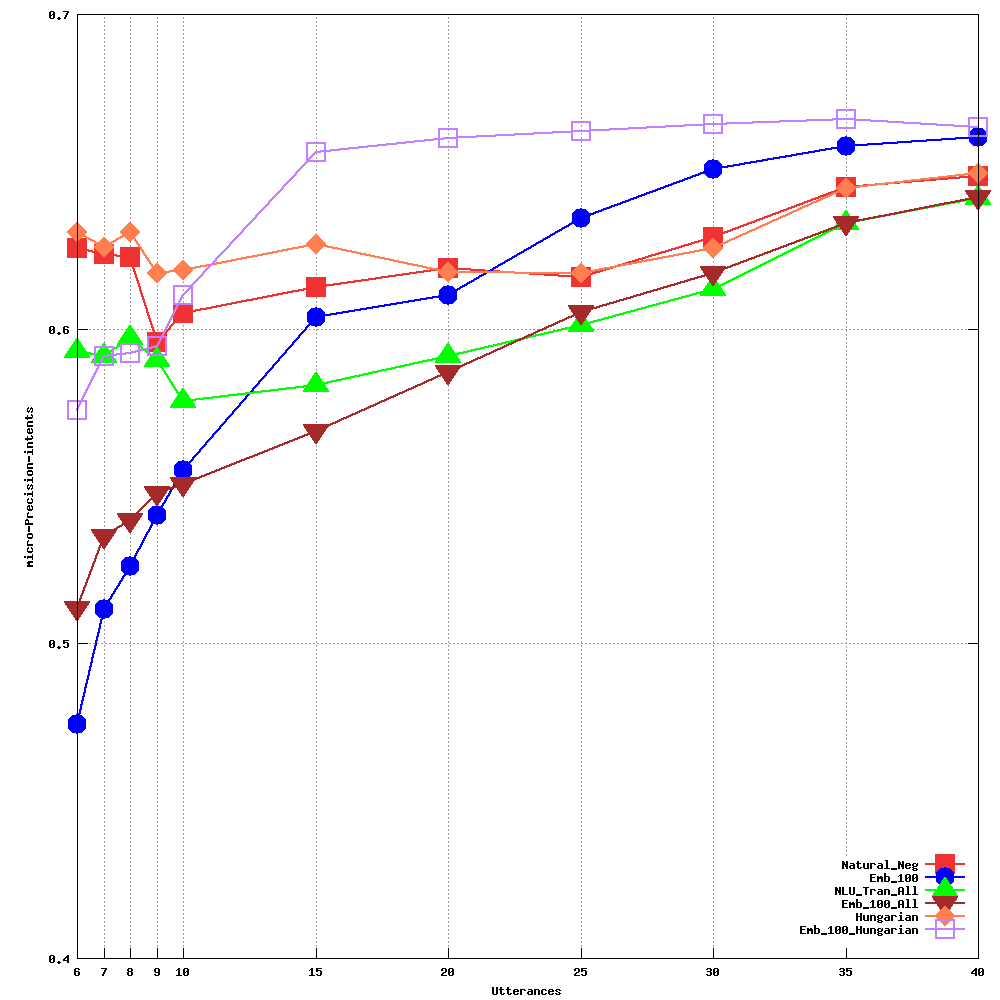 0.7
0.6
0.5
0.4
micro-Precision-intents
Natural_Neg
Emb_100
NLU_Tran_All
Emb_100_All
Hungarian
Emb_100_Hungarian
6 7 8 9 10 15 20 25 30 35 40
Utterances